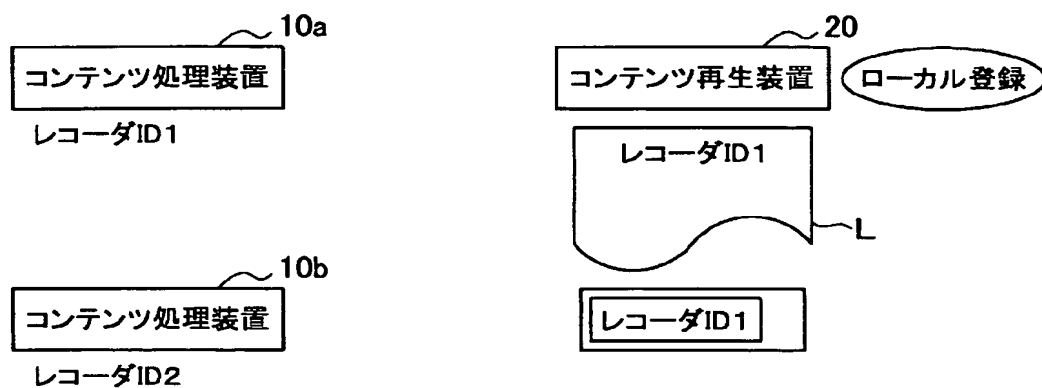 10a
コンテンツ処理装置
レコーダID1
20
コンテンツ再生装置
ローカル登録
レコーダID1
L
10b
コンテンツ処理装置
レコーダID2
レコーダID1